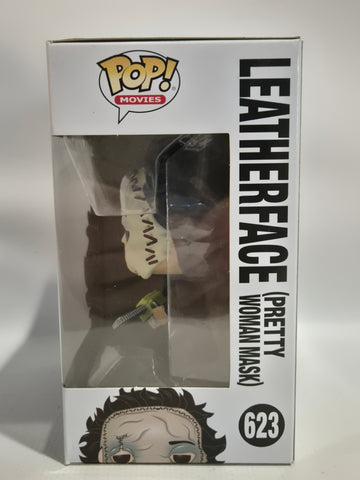 POP!
MOVIES
LEATHERFACE
(PRETTY
WOMAN MASK)
623